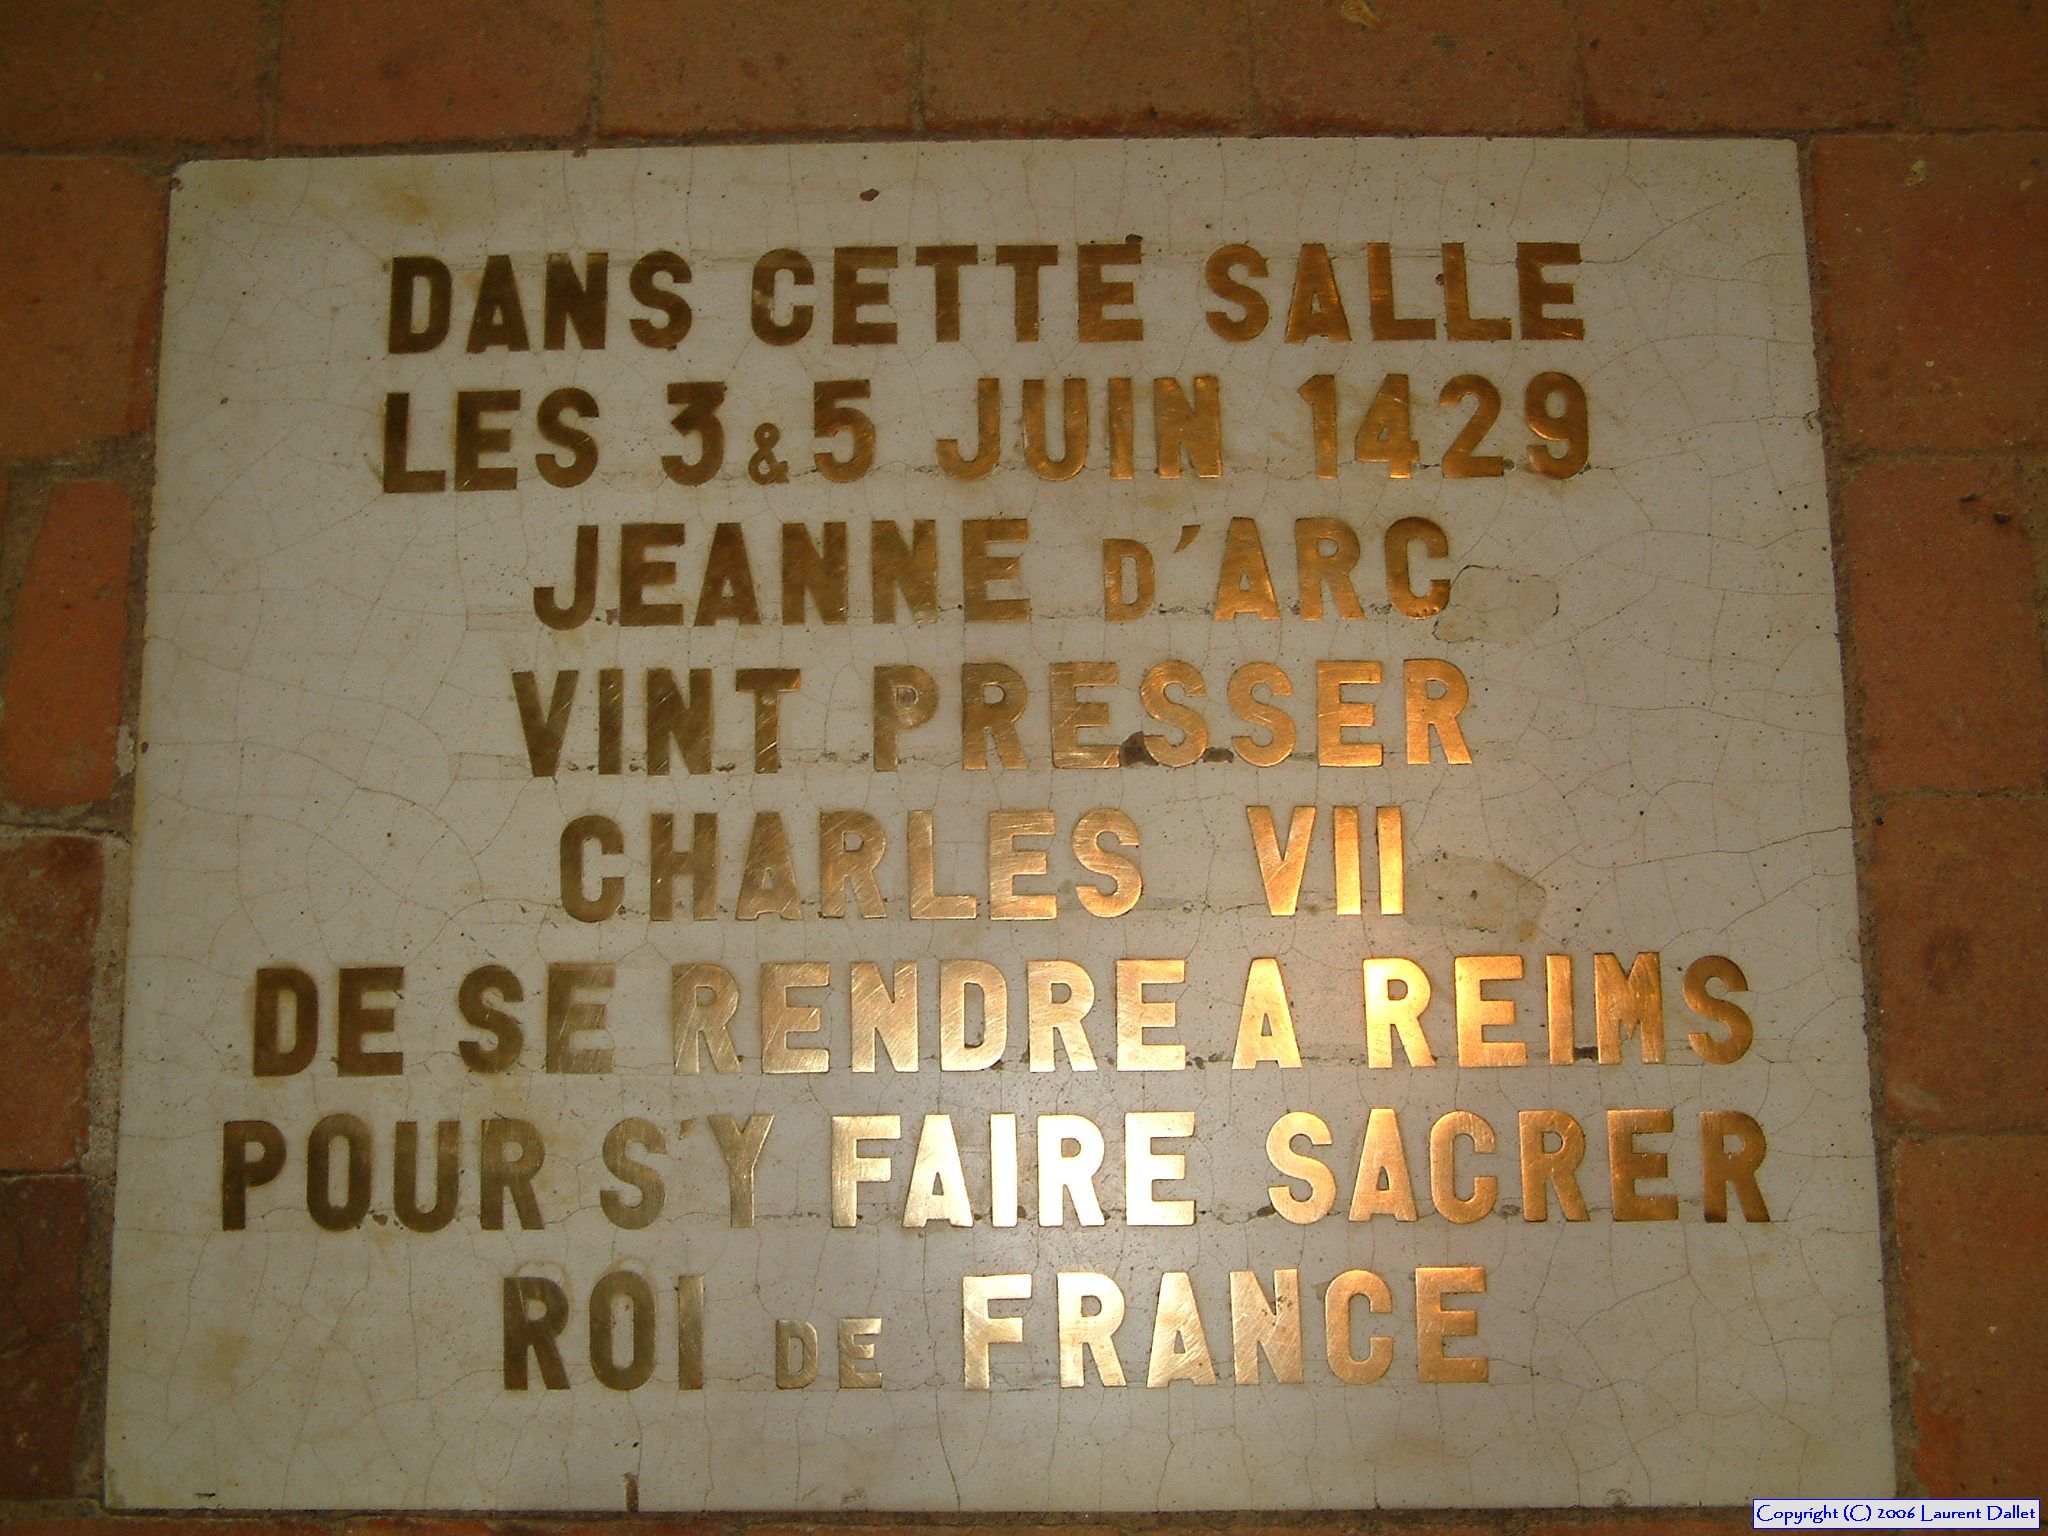 DANS CETTE SALLE
LES 3 & 5 JUIN 1429
JEANNE D'ARC
VINT PRESSER
CHARLES VII
DE SE RENDRE A REIMS
POUR S'Y FAIRE SACRER
ROI DE FRANCE
Copyright (C) 2006 Laurent Dallet